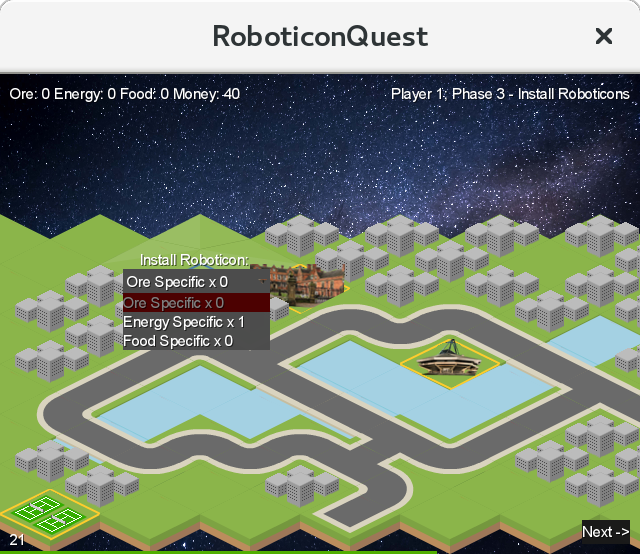 RoboticonQuest
Ore: 0 Energy: 0 Food: 0 Money: 40
Player 1; Phase 3 - Install Roboticons
Install Roboticon:
Ore Specific x 0
Ore Specific x 0
Energy Specific x 1
Food Specific x 0
21
Next ->